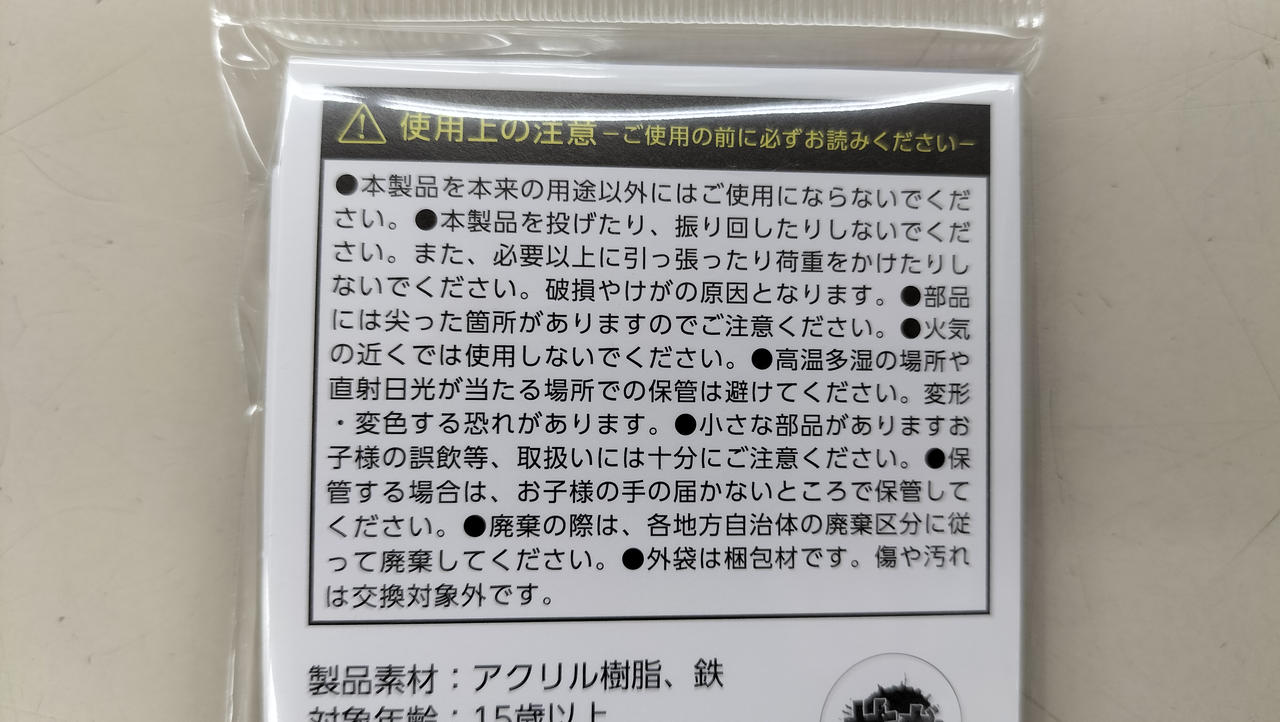 使用上の注意−ご使用の前に必ずお読みください−
●本製品を本来の用途以外にはご使用にならないでくだ
さい。●本製品を投げたり、振り回したりしないでくだ
さい。また、必要以上に引っ張ったり荷重をかけたりし
ないでください。破損やけがの原因となります。●部品
には尖った箇所がありますのでご注意ください。●火気
の近くでは使用しないでください。●高温多湿の場所や
直射日光が当たる場所での保管は避けてください。変形
・変色する恐れがあります。●小さな部品がありますお
子様の誤飲等、取扱いには十分にご注意ください。●保
管する場合は、お子様の手の届かないところで保管して
ください。●廃棄の際は、各地方自治体の廃棄区分に従
って廃棄してください。●外袋は梱包材です。傷や汚れ
は交換対象外です。
製品素材：アクリル樹脂、鉄
対象年齢：15歳以上